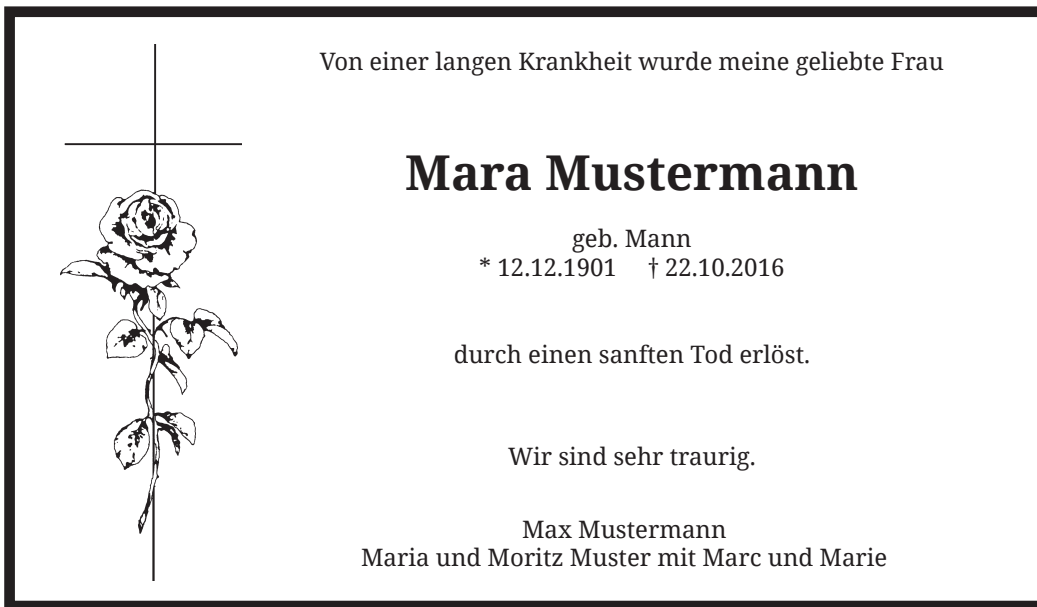 Von einer langen Krankheit wurde meine geliebte Frau
Mara Mustermann
geb. Mann
* 12.12.1901 † 22.10.2016
durch einen sanften Tod erlöst.
Wir sind sehr traurig.
Max Mustermann
Maria und Moritz Muster mit Marc und Marie